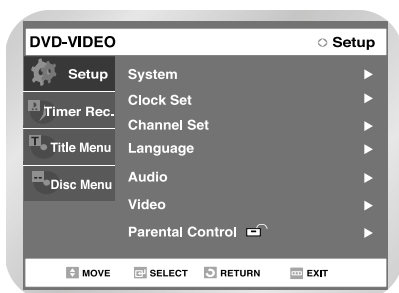 DVD-VIDEO Setup
Setup
Timer Rec.
Title Menu
Disc Menu
System
Clock Set
Channel Set
Language
Audio
Video
Parental Control
MOVE SELECT RETURN EXIT